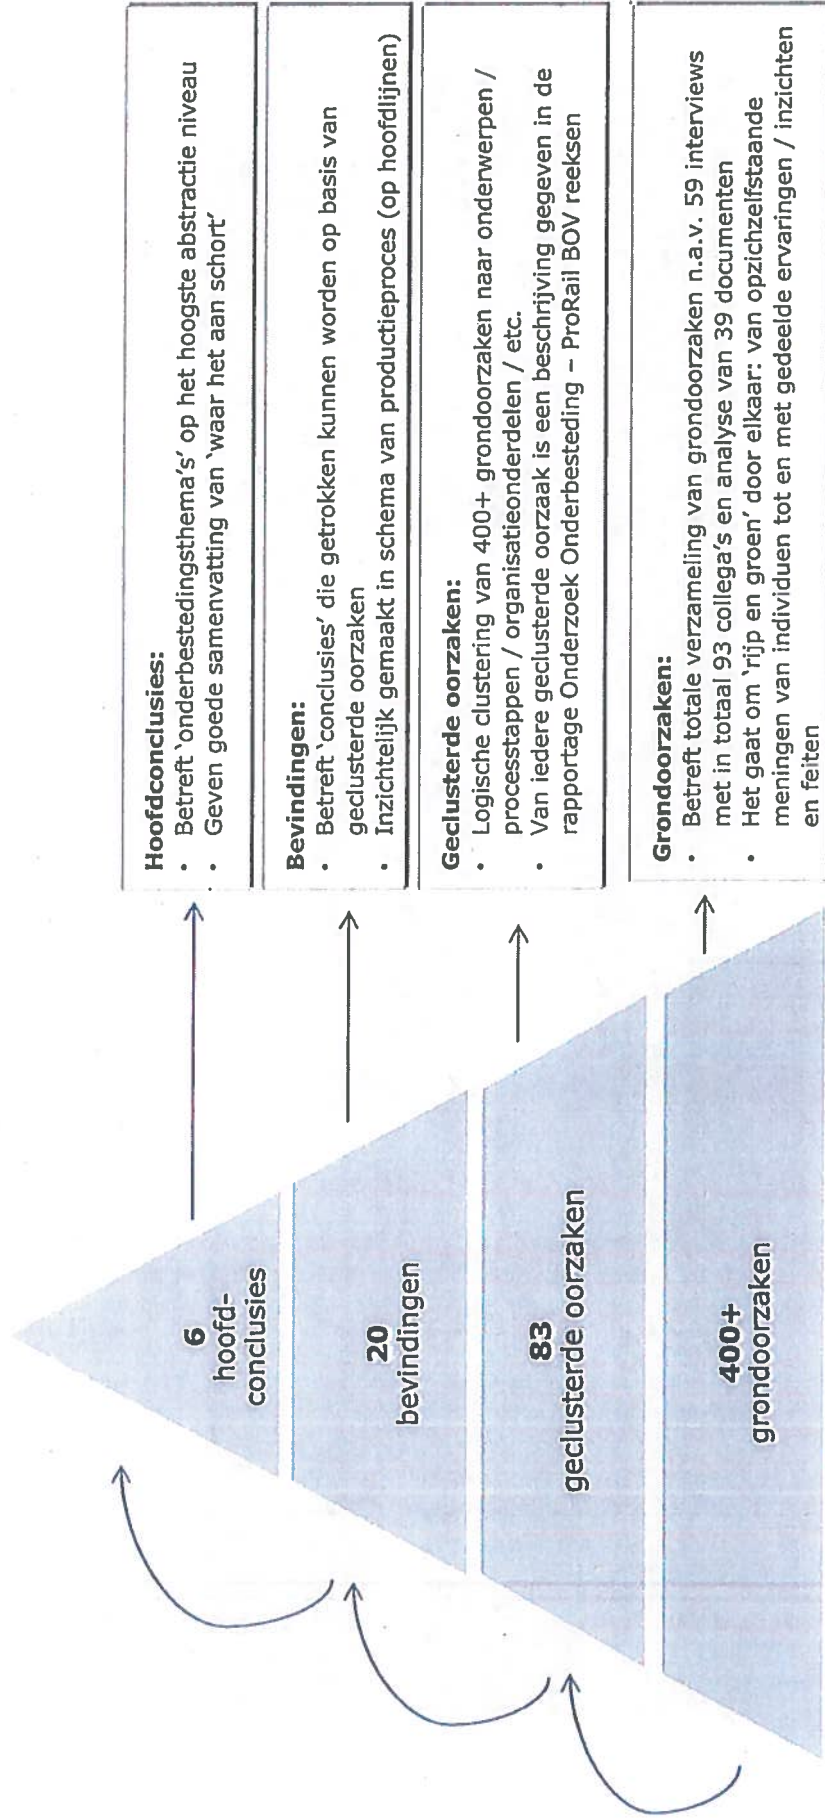 6
hoofd-
conclusies
20
bevindingen
83
geclusterde oorzaken
400+
grondoorzaken
Hoofdconclusies:
• Betreft ‘onderbestedingsthema’s’ op het hoogste abstractie niveau
• Geven goede samenvatting van ‘waar het aan schort’
Bevindingen:
• Betreft ‘conclusies’ die getrokken kunnen worden op basis van
geclusterde oorzaken
• Inzichtelijk gemaakt in schema van productieproces (op hoofdlijnen)
Geclusterde oorzaken:
• Logische clustering van 400+ grondoorzaken naar onderwerpen /
processtappen / organisatieonderdelen / etc.
• Van iedere geclusterde oorzaak is een beschrijving gegeven in de
rapportage Onderzoek Onderbesteding – ProRail BOV reeksen
Grondoorzaken:
• Betreft totale verzameling van grondoorzaken n.a.v. 59 interviews
met in totaal 93 collega’s en analyse van 39 documenten
• Het gaat om ‘rijp en groen’ door elkaar: van opzichzelfstaande
meningen van individuen tot en met gedeelde ervaringen / inzichten
en feiten